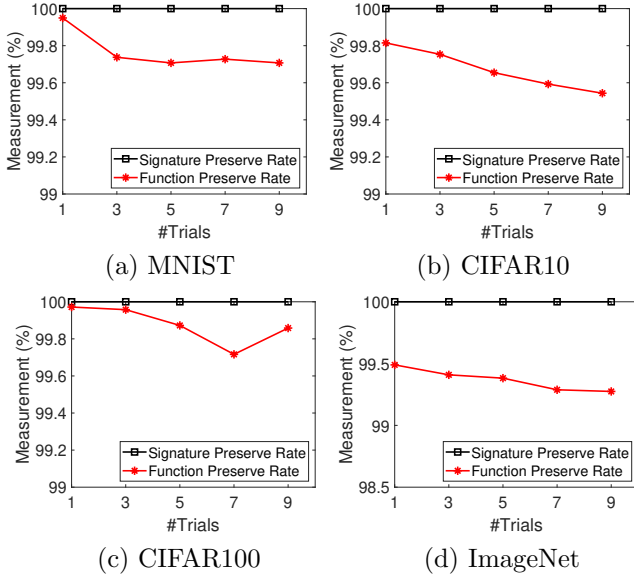 100
99.8
99.6
99.4
99.2
99
Measurement (%)
Signature Preserve Rate
Function Preserve Rate
1 3 5 7 9
#Trials
(a) MNIST
100
99.8
99.6
99.4
99.2
99
Measurement (%)
Signature Preserve Rate
Function Preserve Rate
1 3 5 7 9
#Trials
(b) CIFAR10
100
99.8
99.6
99.4
99.2
99
Measurement (%)
Signature Preserve Rate
Function Preserve Rate
1 3 5 7 9
#Trials
(c) CIFAR100
100
99.5
99
98.5
Measurement (%)
Signature Preserve Rate
Function Preserve Rate
1 3 5 7 9
#Trials
(d) ImageNet